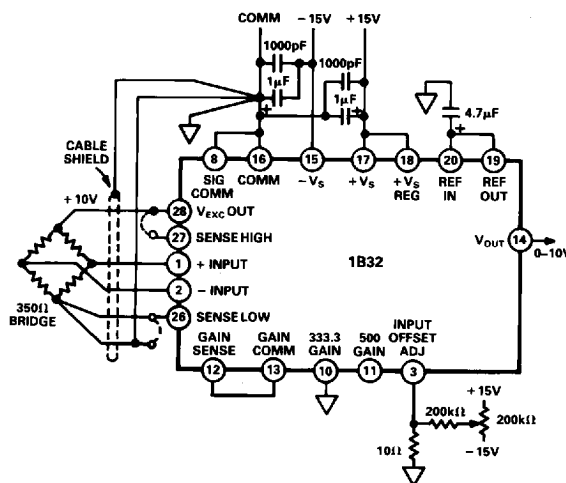 COMM −15V +15V
1000pF
1000pF
1μF
1μF
+
+
4.7μF
+
CABLE
SHIELD
8 16 15 17 18 20 19
SIG
COMM
COMM
−VS
+VS
+VS
REG
REF
IN
REF
OUT
+10V
28 VEXC OUT
27 SENSE HIGH
1 + INPUT
2 − INPUT
26 SENSE LOW
350Ω
BRIDGE
1B32
VOUT 14
0–10V
GAIN
SENSE
GAIN
COMM
333.3
GAIN
500
GAIN
INPUT
OFFSET
ADJ
12 13 10 11 3
+15V
200kΩ
200kΩ
10Ω
−15V